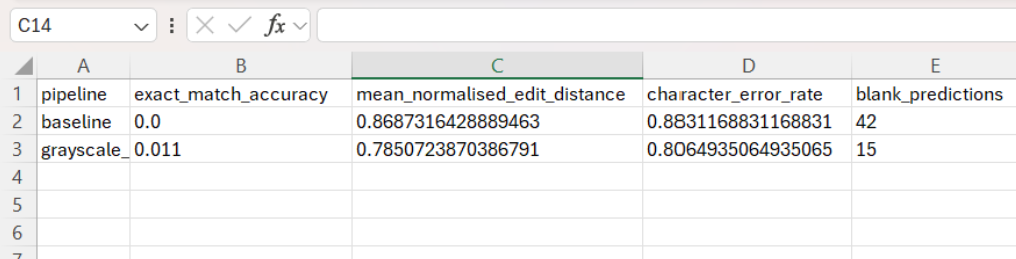 C14 fx
A B C D E
1 pipeline exact_match_accuracy mean_normalised_edit_distance character_error_rate blank_predictions
2 baseline 0.0 0.8687316428889463 0.8831168831168831 42
3 grayscale_ 0.011 0.7850723870386791 0.8064935064935065 15
4
5
6
7